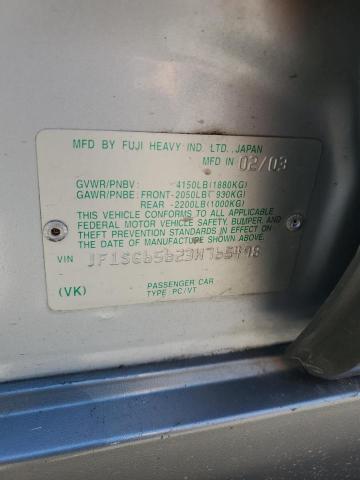 MFD BY FUJI HEAVY IND. LTD., JAPAN
MFD IN 02/03
GVWR/PNBV : 4150LB(1880KG)
GAWR/PNBE: FRONT-2050LB( 930KG)
REAR -2200LB(1000KG)
THIS VEHICLE CONFORMS TO ALL APPLICABLE
FEDERAL MOTOR VEHICLE SAFETY, BUMPER, AND
THEFT PREVENTION STANDARDS IN EFFECT ON
THE DATE OF MANUFACTURE SHOWN ABOVE.
VIN :
(VK)
PASSENGER CAR
TYPE:PC/VT